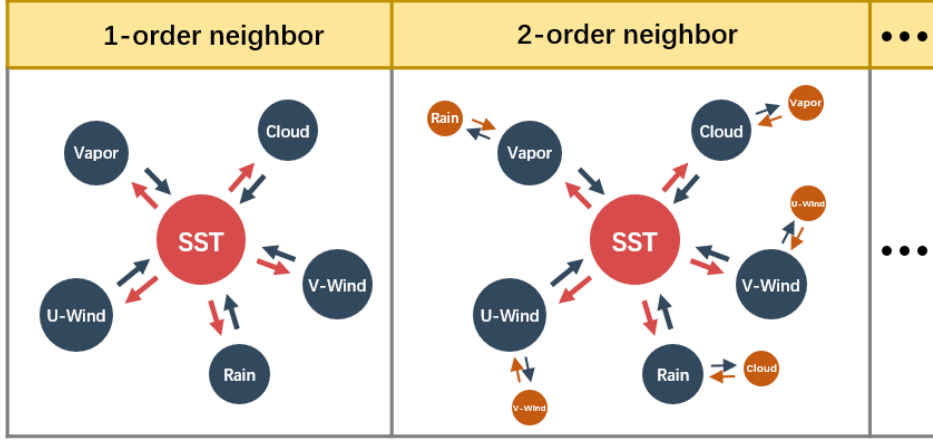 1-order neighbor
2-order neighbor
•••
Vapor
Cloud
SST
U-Wind
V-Wind
Rain
Rain
Vapor
Cloud
Vapor
U-Wind
SST
V-Wind
U-Wind
Rain
Cloud
V-Wind
•••